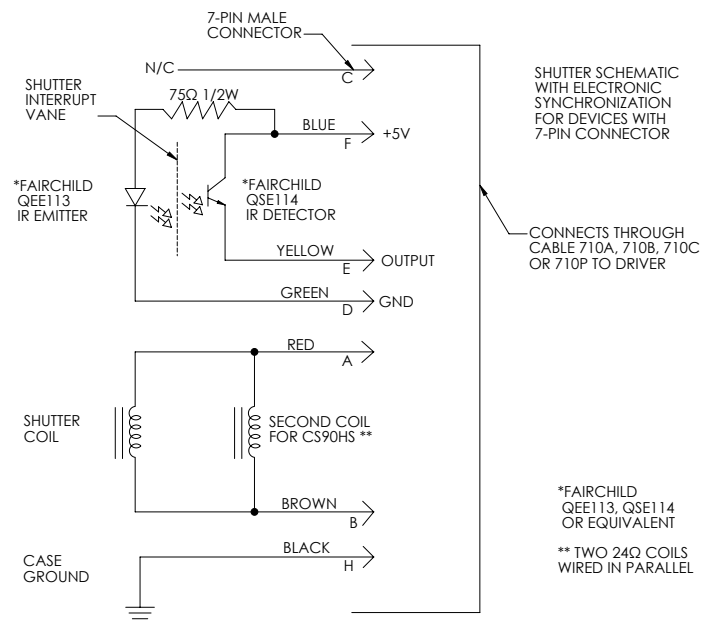 7-PIN MALE
CONNECTOR
N/C
C
SHUTTER
INTERRUPT
VANE
75Ω 1/2W
BLUE
F
+5V
SHUTTER SCHEMATIC
WITH ELECTRONIC
SYNCHRONIZATION
FOR DEVICES WITH
7-PIN CONNECTOR
*FAIRCHILD
QEE113
IR EMITTER
*FAIRCHILD
QSE114
IR DETECTOR
YELLOW
E
OUTPUT
CONNECTS THROUGH
CABLE 710A, 710B, 710C
OR 710P TO DRIVER
GREEN
D
GND
RED
A
SHUTTER
COIL
SECOND COIL
FOR CS90HS **
BROWN
B
*FAIRCHILD
QEE113, QSE114
OR EQUIVALENT
BLACK
H
CASE
GROUND
** TWO 24Ω COILS
WIRED IN PARALLEL